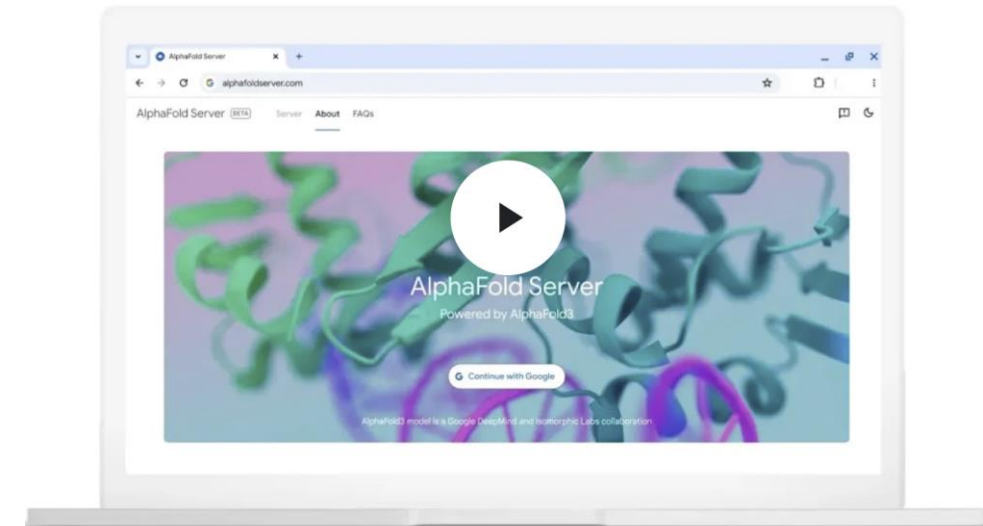 AlphaFold Server
alphafoldserver.com
AlphaFold Server BETA Server About FAQs
AlphaFold Server
Powered by AlphaFold3
G Continue with Google
AlphaFold3 model is a Google DeepMind and Isomorphic Labs collaboration